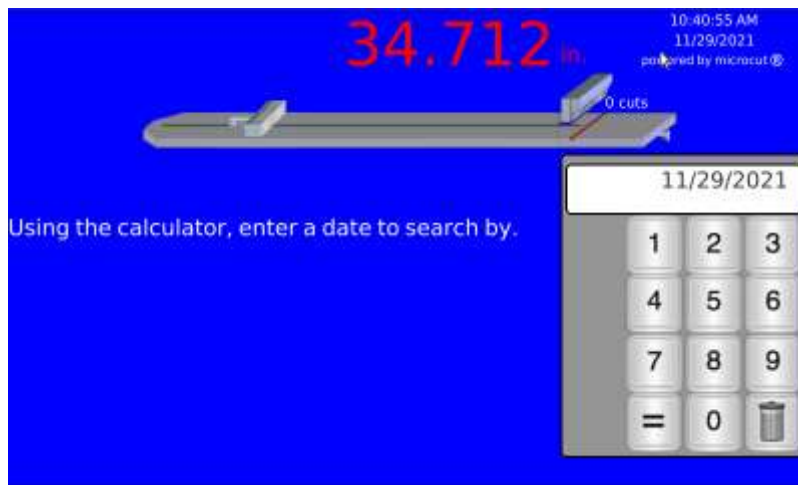 34.712 in.
10:40:55 AM
11/29/2021
powered by microcut ®
0 cuts
11/29/2021
Using the calculator, enter a date to search by.
1 2 3
4 5 6
7 8 9
= 0